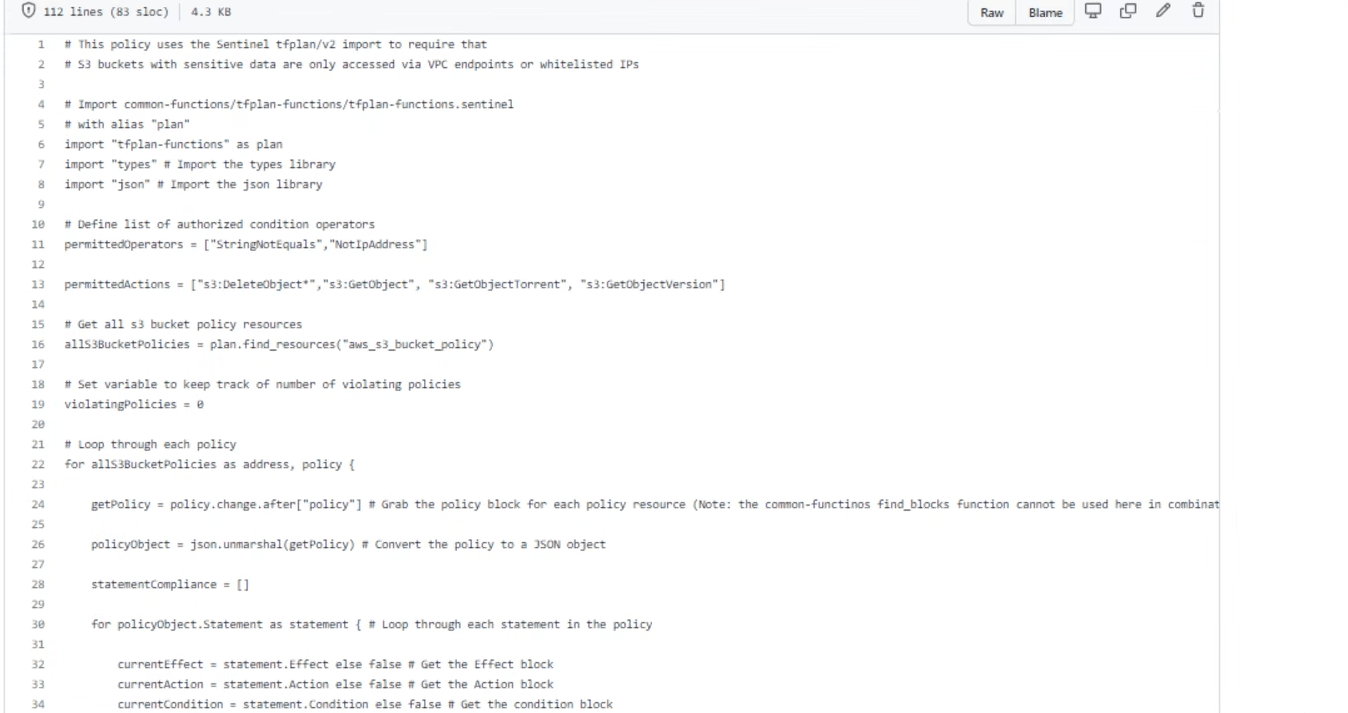 112 lines (83 sloc) 4.3 KB Raw Blame
1 # This policy uses the Sentinel tfplan/v2 import to require that
2 # S3 buckets with sensitive data are only accessed via VPC endpoints or whitelisted IPs
3
4 # Import common-functions/tfplan-functions/tfplan-functions.sentinel
5 # with alias "plan"
6 import "tfplan-functions" as plan
7 import "types" # Import the types library
8 import "json" # Import the json library
9
10 # Define list of authorized condition operators
11 permittedOperators = ["StringNotEquals","NotIpAddress"]
12
13 permittedActions = ["s3:DeleteObject*","s3:GetObject", "s3:GetObjectTorrent", "s3:GetObjectVersion"]
14
15 # Get all s3 bucket policy resources
16 allS3BucketPolicies = plan.find_resources("aws_s3_bucket_policy")
17
18 # Set variable to keep track of number of violating policies
19 violatingPolicies = 0
20
21 # Loop through each policy
22 for allS3BucketPolicies as address, policy {
23
24 getPolicy = policy.change.after["policy"] # Grab the policy block for each policy resource (Note: the common-functinos find_blocks function cannot be used here in combinat
25
26 policyObject = json.unmarshal(getPolicy) # Convert the policy to a JSON object
27
28 statementCompliance = []
29
30 for policyObject.Statement as statement { # Loop through each statement in the policy
31
32 currentEffect = statement.Effect else false # Get the Effect block
33 currentAction = statement.Action else false # Get the Action block
34 currentCondition = statement.Condition else false # Get the condition block